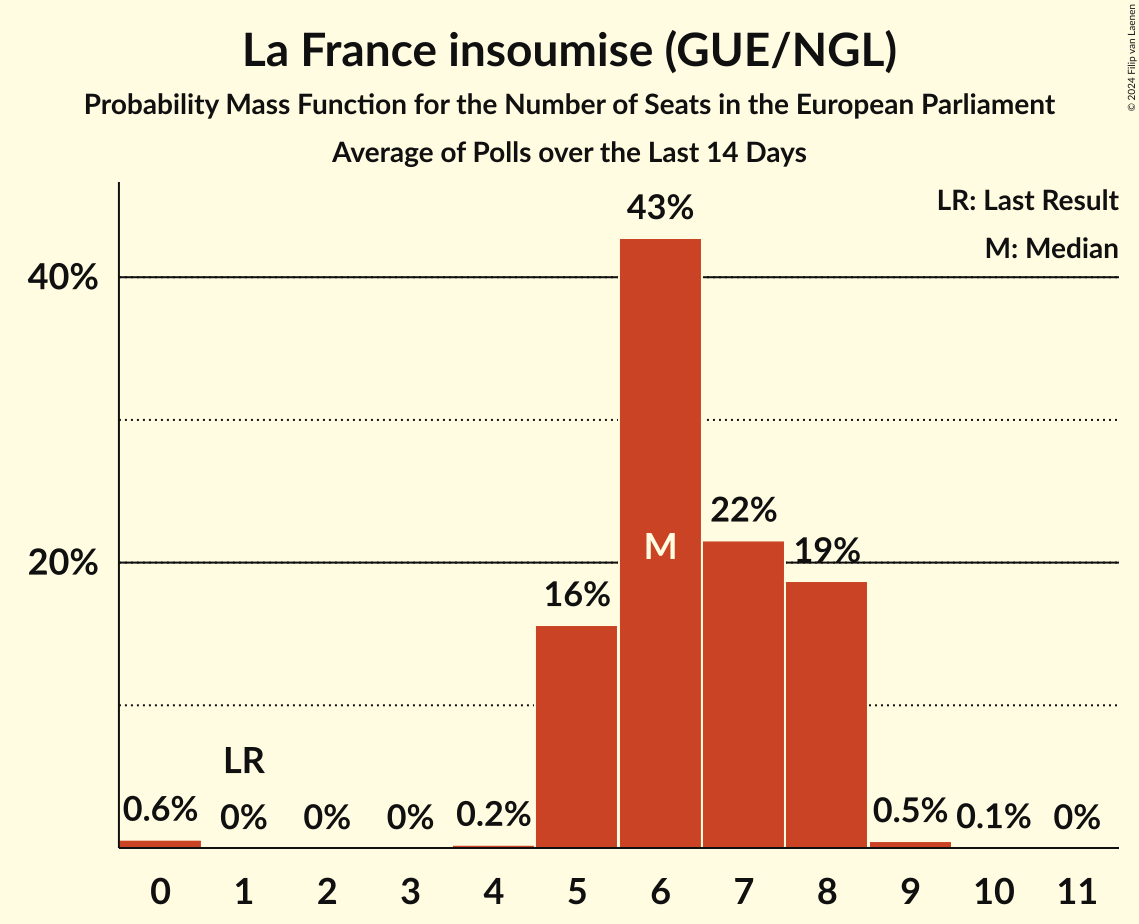 La France insoumise (GUE/NGL)
Probability Mass Function for the Number of Seats in the European Parliament
Average of Polls over the Last 14 Days
© 2024 Filip van Laenen
LR: Last Result
M: Median
43%
40%
22%
M
19%
20%
16%
LR
0.6% 0% 0% 0% 0.2% 0.5% 0.1% 0%
0 1 2 3 4 5 6 7 8 9 10 11